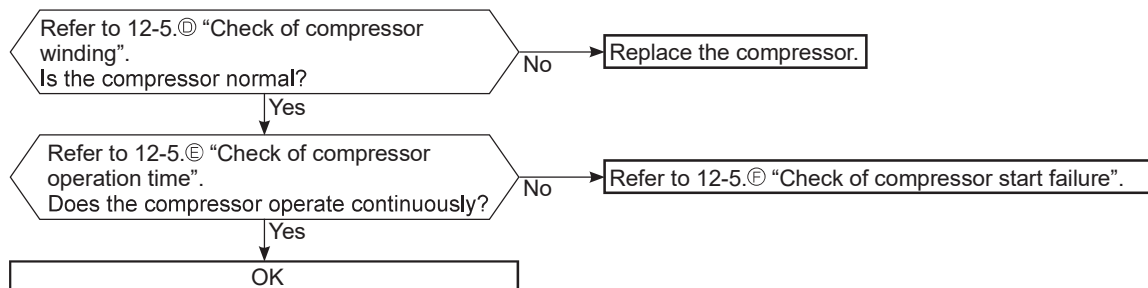 Refer to 12-5.Ⓓ “Check of compressor
winding”.
Is the compressor normal?
No
Replace the compressor.
Yes
Refer to 12-5.Ⓔ “Check of compressor
operation time”.
Does the compressor operate continuously?
No
Refer to 12-5.Ⓕ “Check of compressor start failure”.
Yes
OK